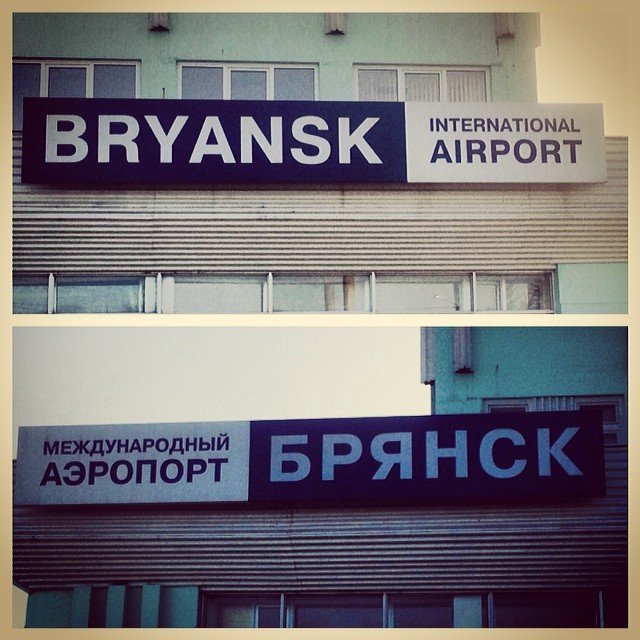 BRYANSK
INTERNATIONAL
AIRPORT
МЕЖДУНАРОДНЫЙ
АЭРОПОРТ
БРЯНСК